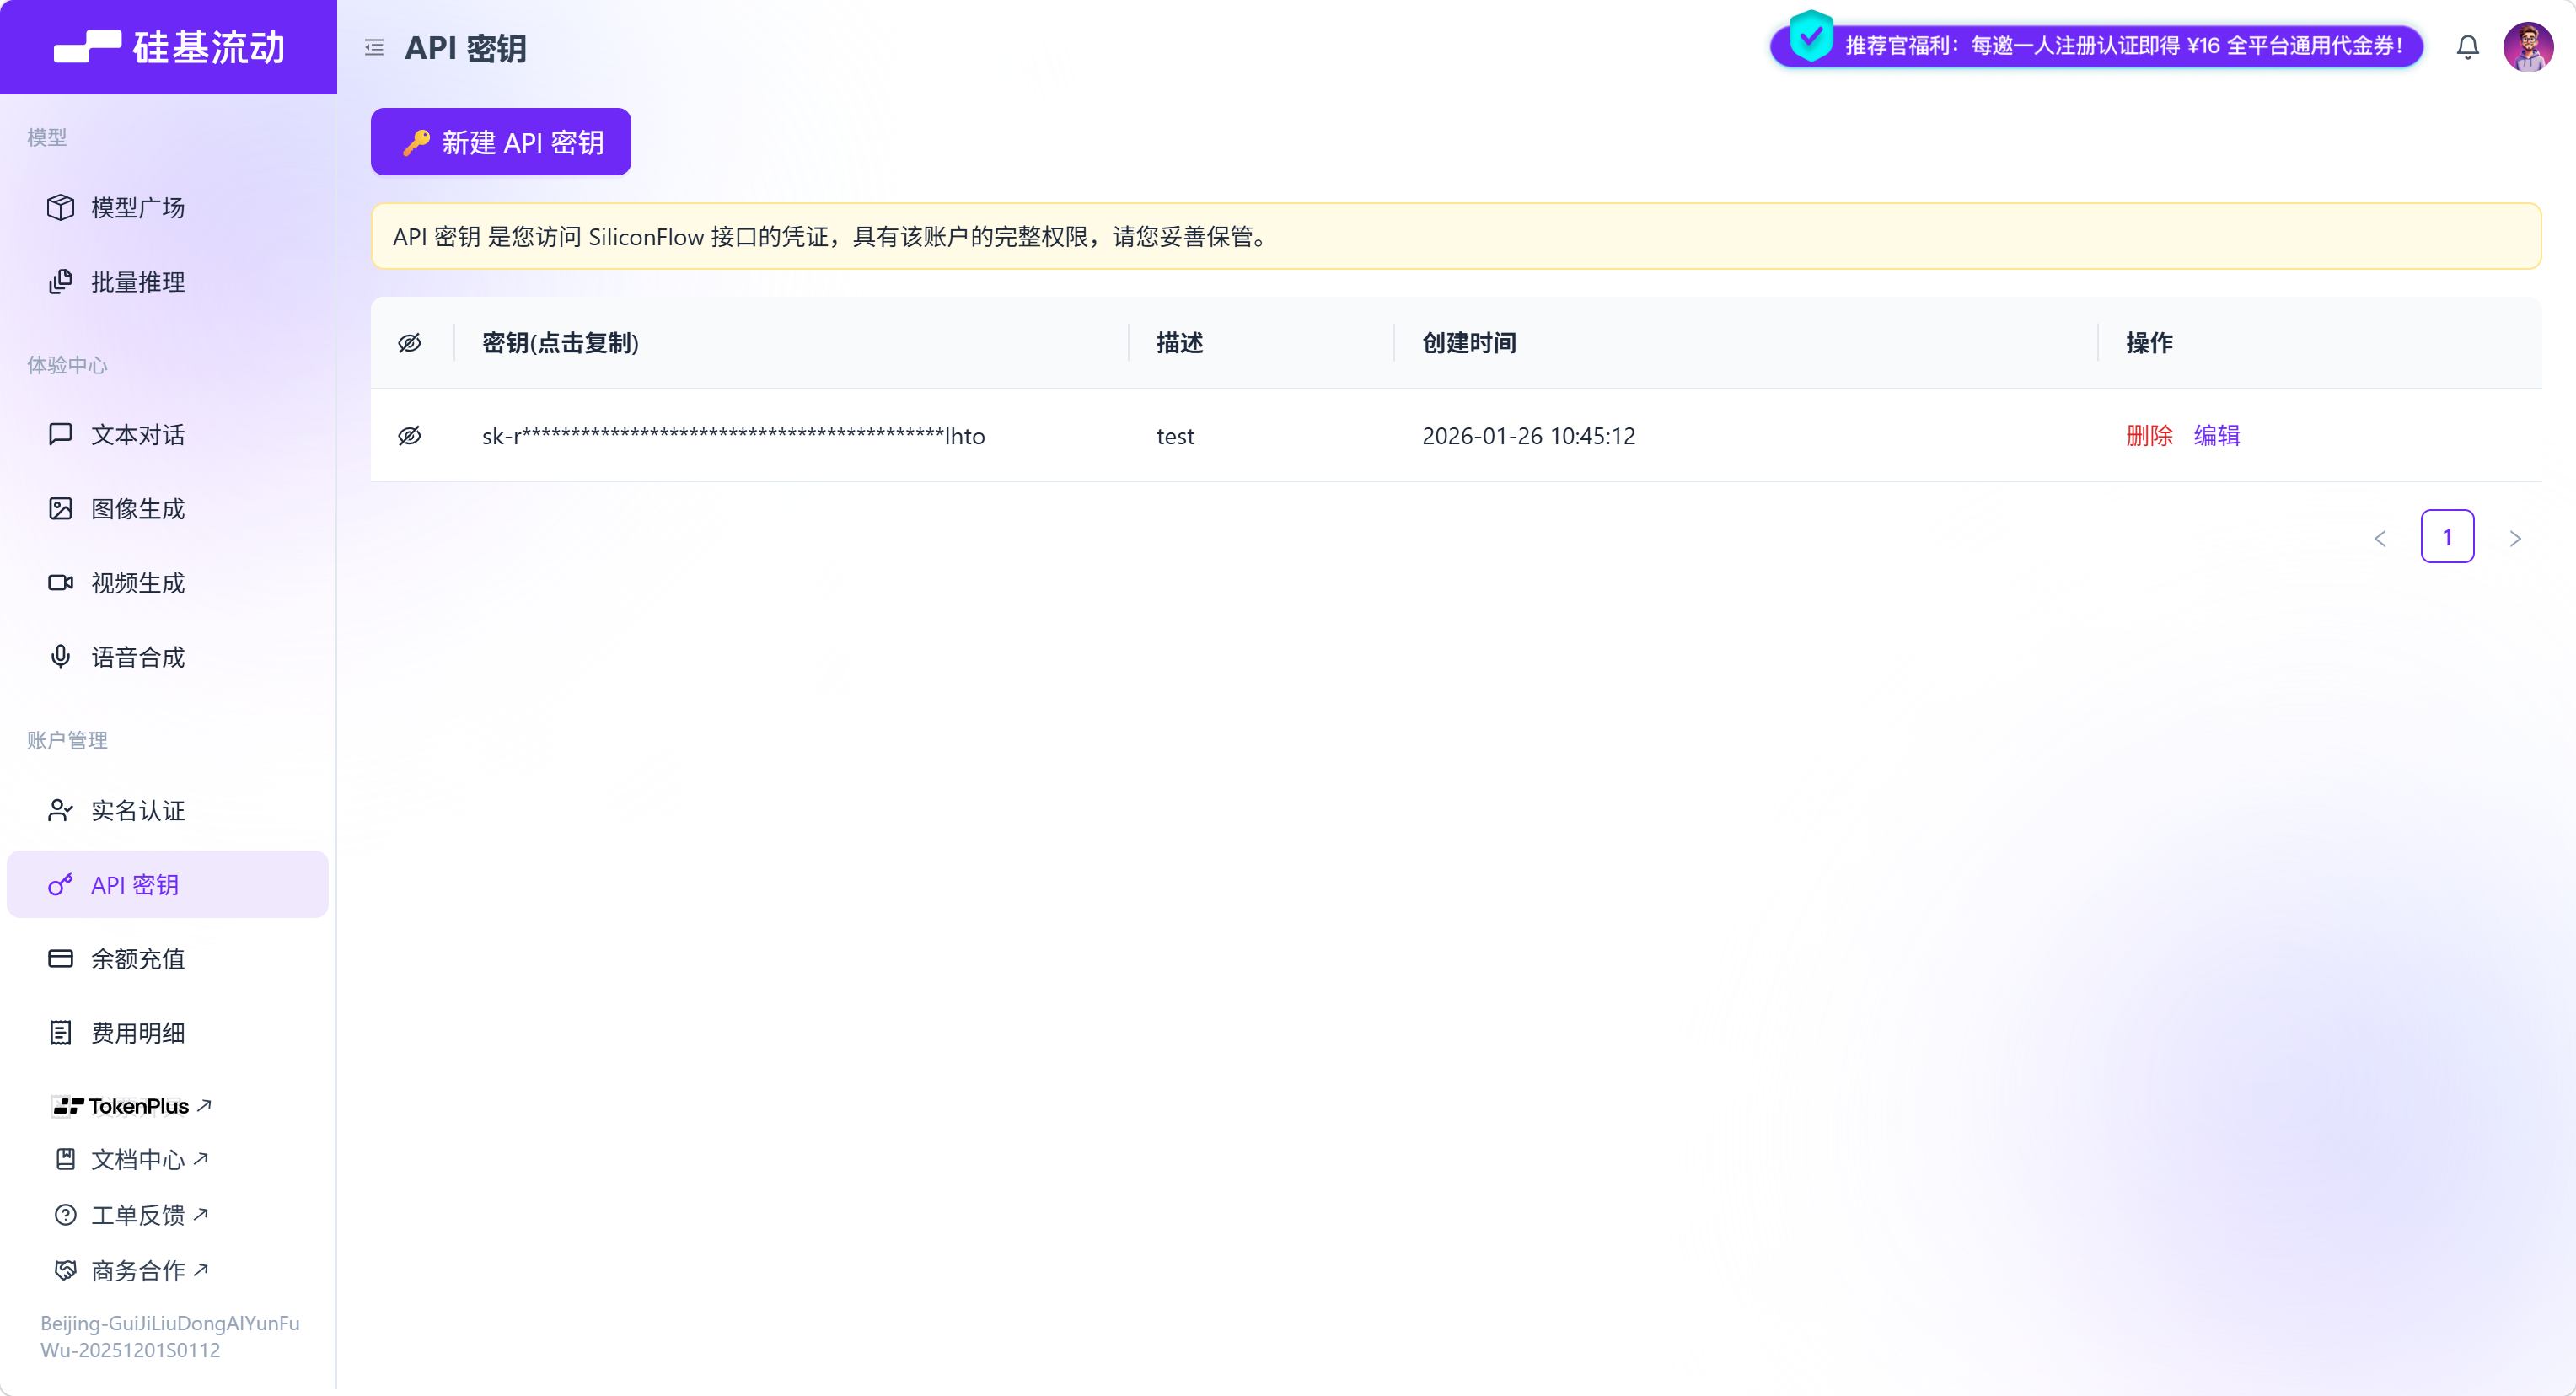 硅基流动
API 密钥
推荐官福利：每邀一人注册认证即得 ¥16 全平台通用代金券！
模型
模型广场
批量推理
体验中心
文本对话
图像生成
视频生成
语音合成
账户管理
实名认证
API 密钥
余额充值
费用明细
TokenPlus
文档中心
工单反馈
商务合作
Beijing-GuiJiLiuDongAIYunFu
Wu-20251201S0112
新建 API 密钥
API 密钥 是您访问 SiliconFlow 接口的凭证，具有该账户的完整权限，请您妥善保管。
密钥(点击复制) 描述 创建时间 操作
sk-r*******************************************lhto test 2026-01-26 10:45:12 删除 编辑
1